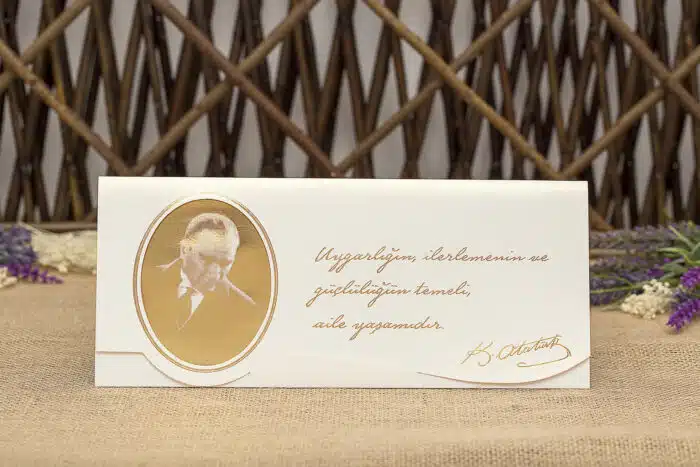 Uygarlığın, ilerlemenin ve
güçlülüğün temeli,
aile yaşamıdır.
K. Atatürk